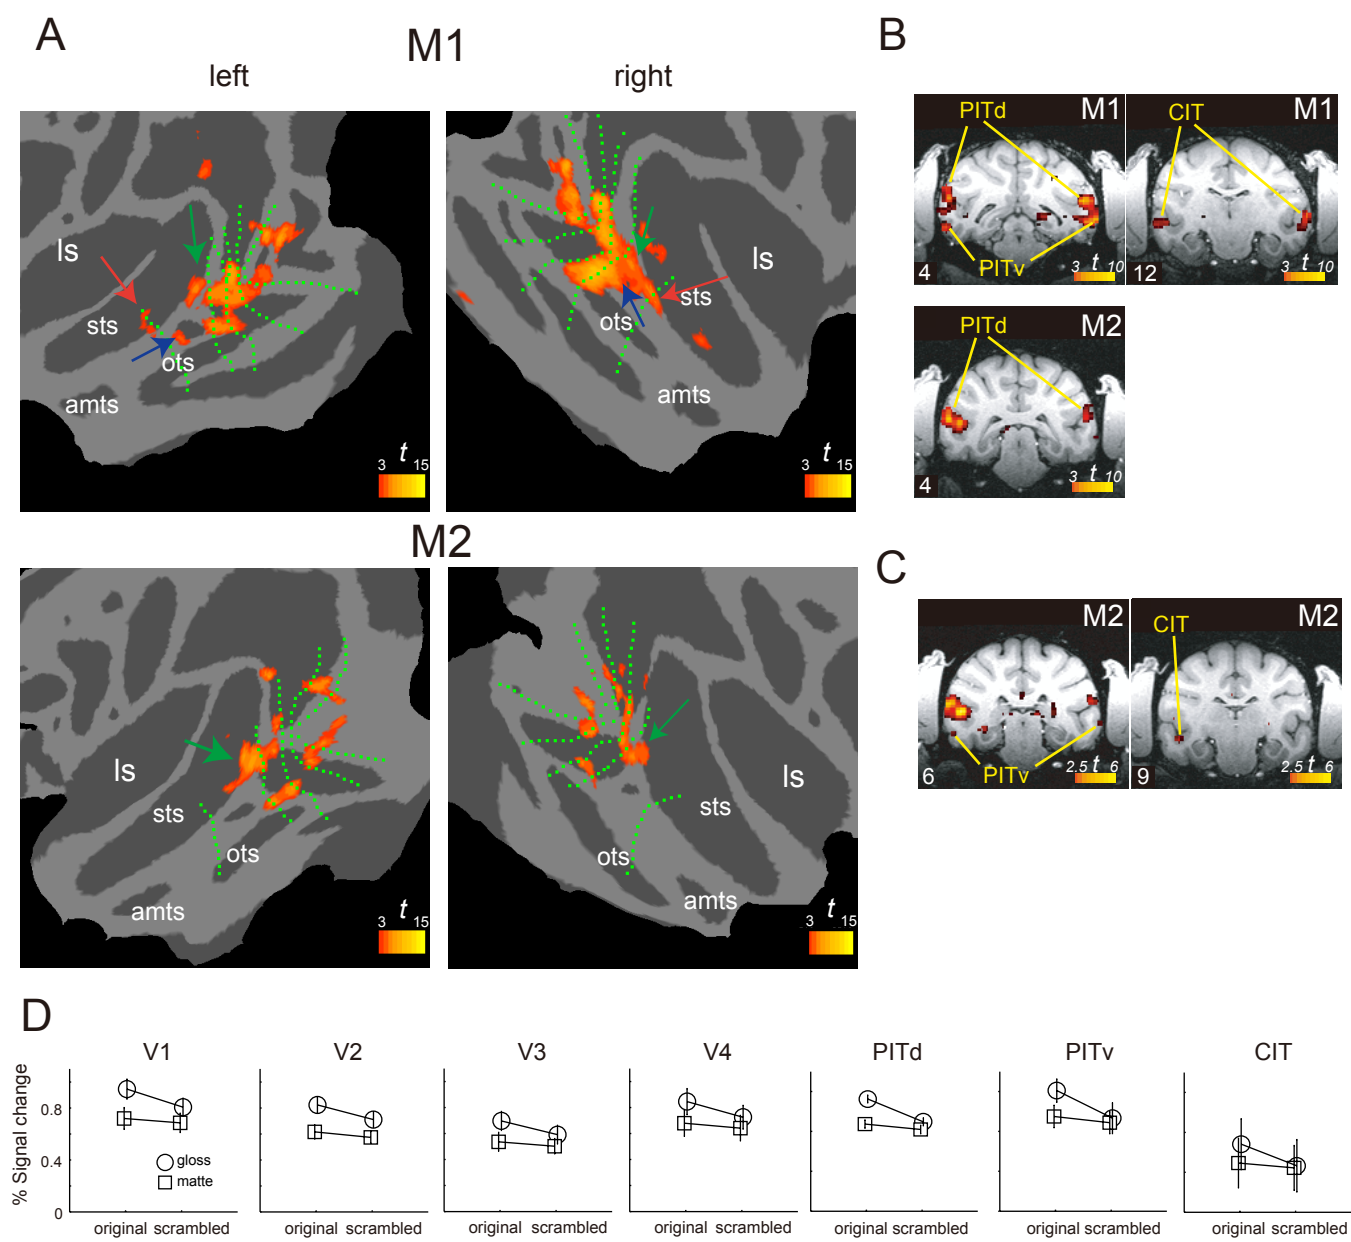 A
M1
B
left
right
ls
sts
ots
amts
t
3 15
ls
sts
ots
amts
t
3 15
PITd
M1
PITv
4
3 t 10
CIT
M1
12
3 t 10
PITd
M2
4
3 t 10
M2
ls
sts
ots
amts
t
3 15
ls
sts
ots
amts
t
3 15
C
M2
PITv
6
2.5 t 6
CIT
M2
9
2.5 t 6
D
V1
V2
V3
V4
PITd
PITv
CIT
% Signal change
0.8
0.4
0
gloss
matte
original scrambled
original scrambled
original scrambled
original scrambled
original scrambled
original scrambled
original scrambled